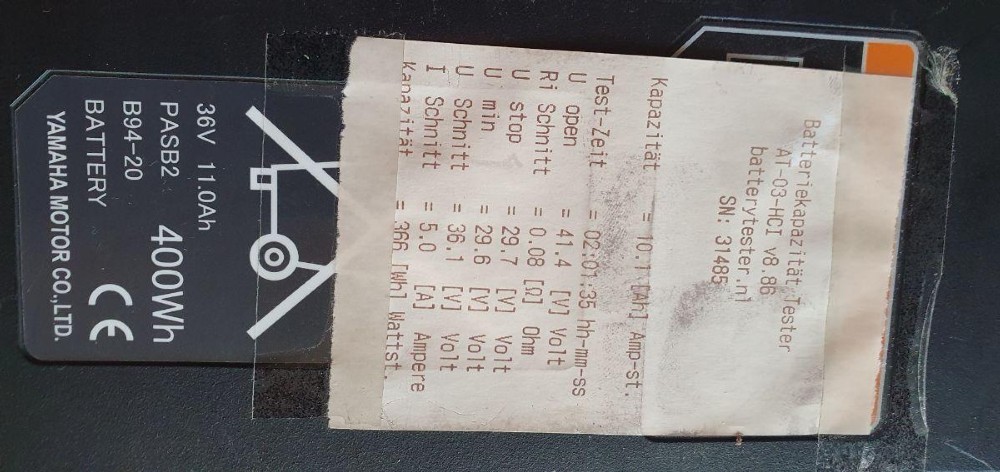 36V 11.0Ah
PASB2 400Wh
B94-20
BATTERY
YAMAHA MOTOR CO.,LTD.
CE
Batteriekapazität Tester
AT-03-HDI v8.86
batterytester.nl
SN: 31485
Kapazität = 10.1 [Ah] Amp-st.
Test-Zeit = 02:01:35 hh-mm-ss
U open = 41.4 [V] Volt
Ri Schnitt = 0.08 [Ω] Ohm
U stop = 29.7 [V] Volt
U min = 29.6 [V] Volt
U Schnitt = 36.1 [V] Volt
I Schnitt = 5.0 [A] Ampere
Kapazität = 366 [Wh] Wattst.